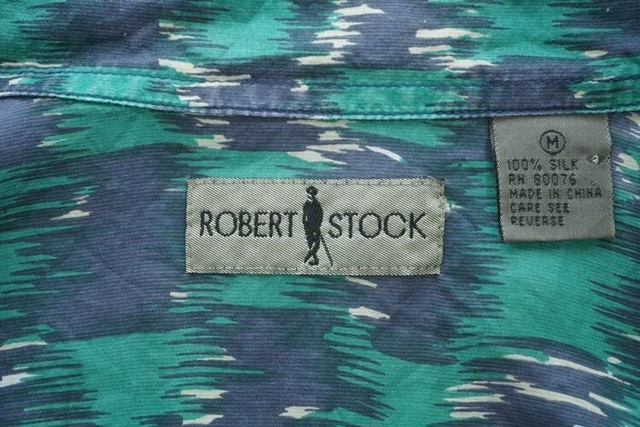 ROBERT STOCK
M
100% SILK
RN 80076
MADE IN CHINA
CARE SEE
REVERSE